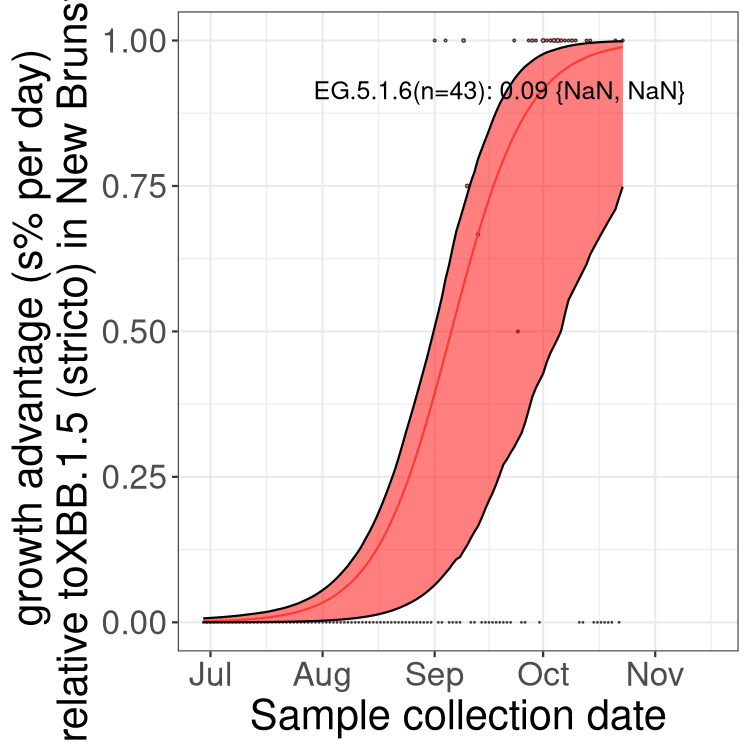 growth advantage (s% per day)
relative toXBB.1.5 (stricto) in New
1.00
0.75
0.50
0.25
0.00
EG.5.1.6(n=43): 0.09 {NaN, NaN}
Jul Aug Sep Oct Nov
Sample collection date